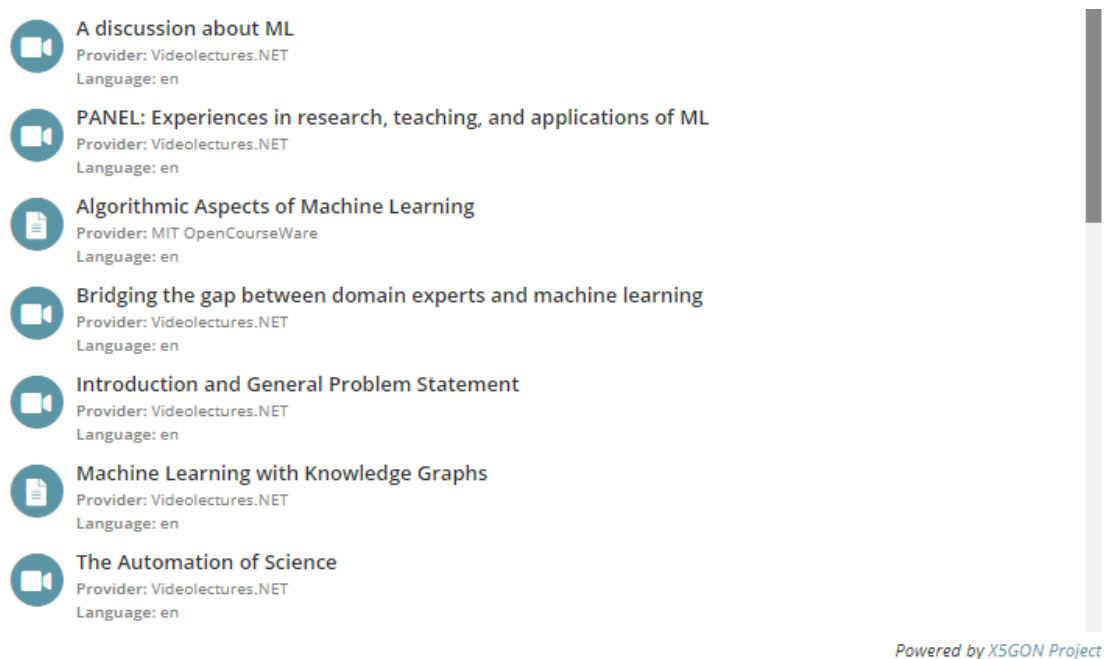 A discussion about ML
Provider: Videolectures.NET
Language: en
PANEL: Experiences in research, teaching, and applications of ML
Provider: Videolectures.NET
Language: en
Algorithmic Aspects of Machine Learning
Provider: MIT OpenCourseWare
Language: en
Bridging the gap between domain experts and machine learning
Provider: Videolectures.NET
Language: en
Introduction and General Problem Statement
Provider: Videolectures.NET
Language: en
Machine Learning with Knowledge Graphs
Provider: Videolectures.NET
Language: en
The Automation of Science
Provider: Videolectures.NET
Language: en
Powered by X5GON Project